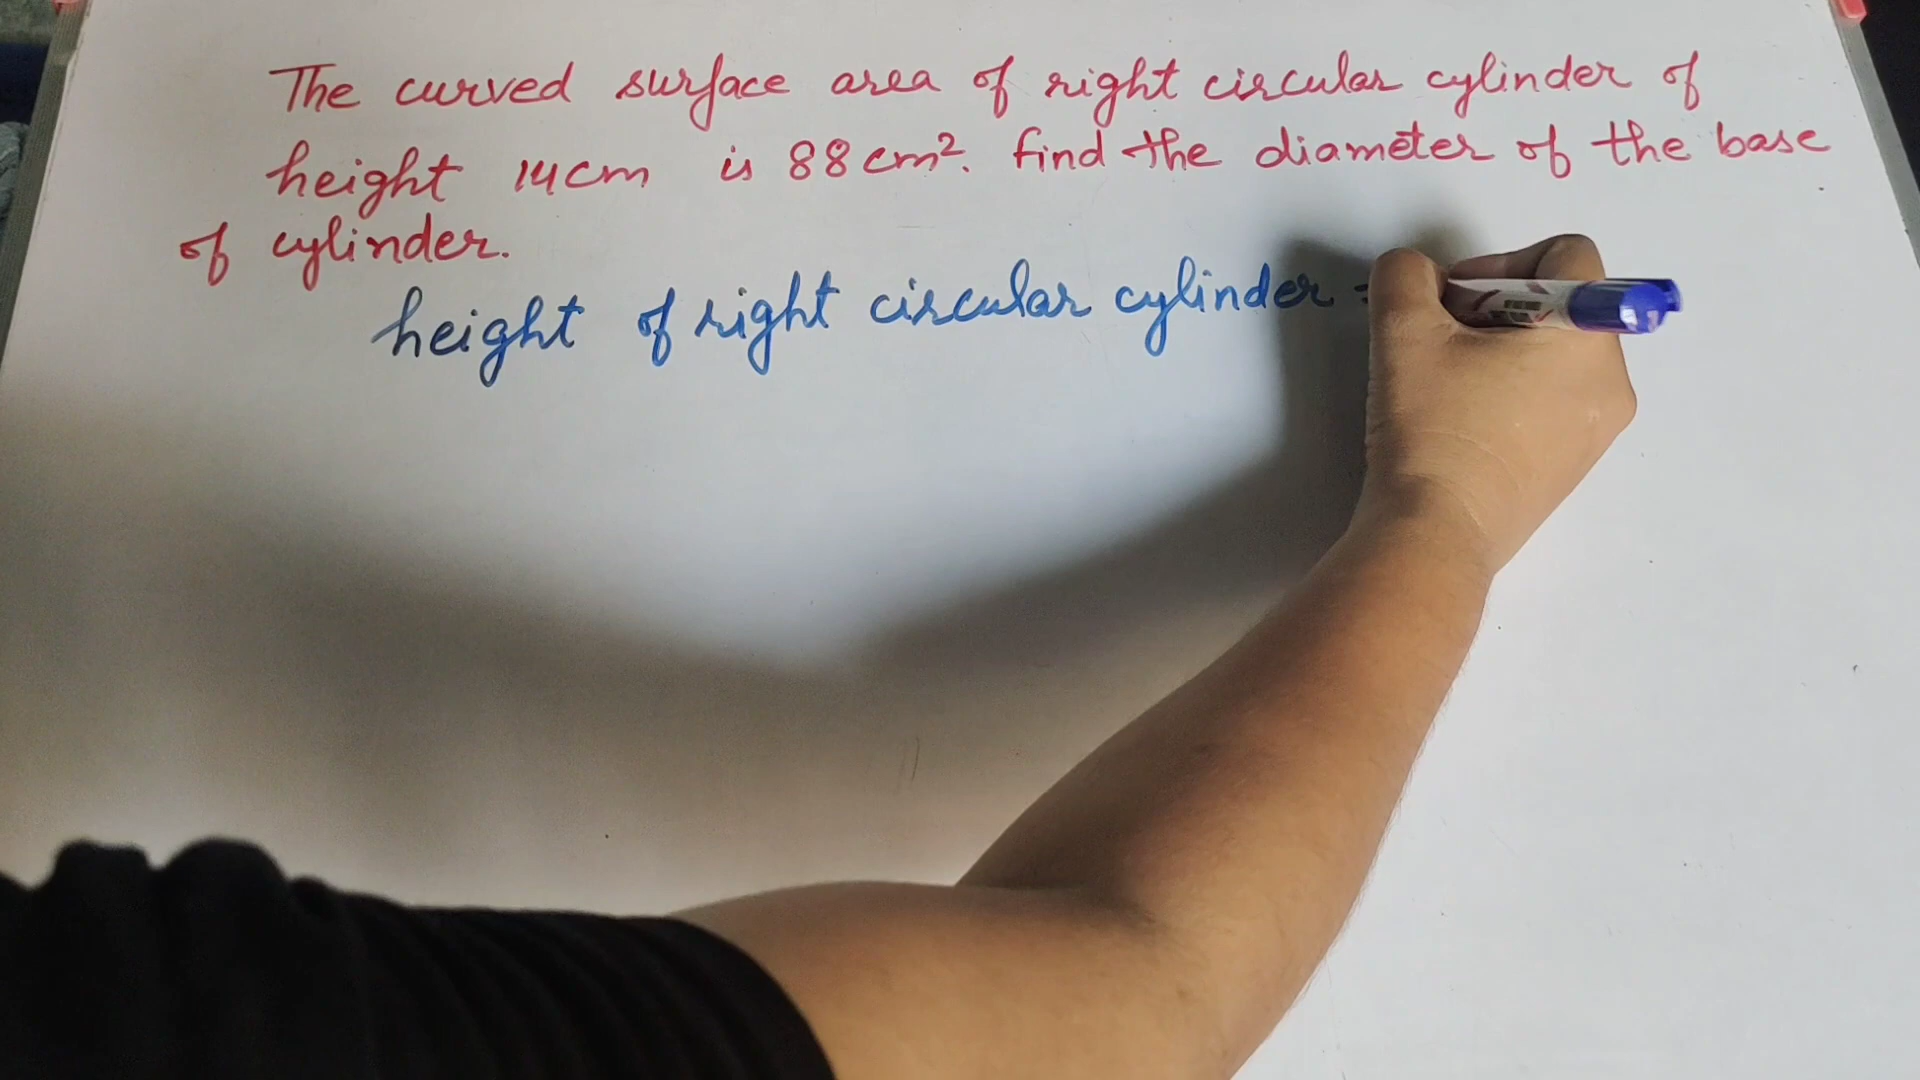 The curved surface area of right circular cylinder of
height 14cm is 88cm². find the diameter of the base
of cylinder.
height of right circular cylinder =